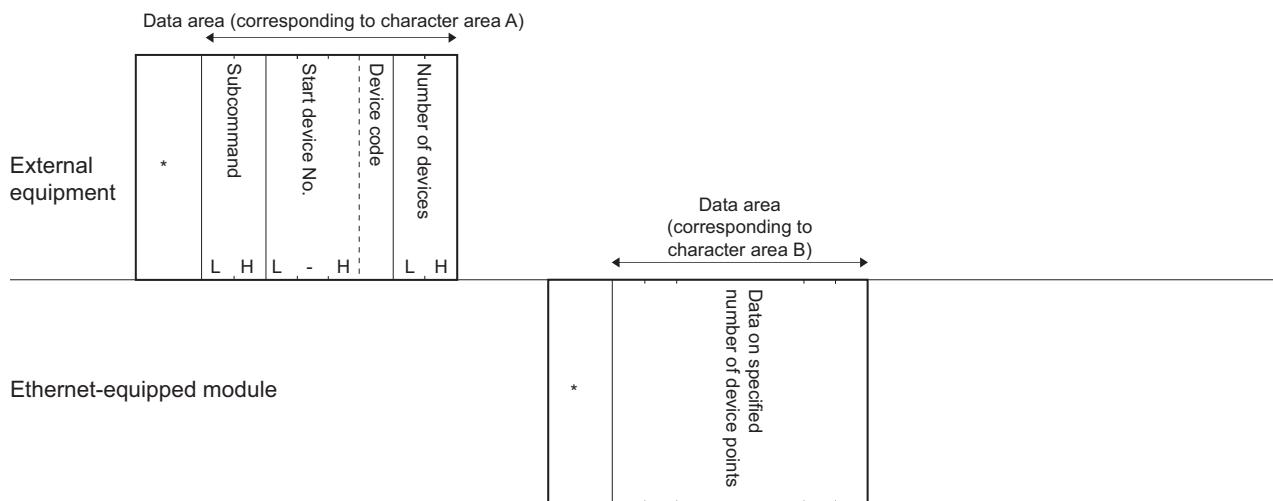 Data area (corresponding to character area A)
External
equipment
*
Subcommand
Start device No.
Device code
Number of devices
L H L - H L H
Data area
(corresponding to
character area B)
Ethernet-equipped module
*
Data on specified
number of device points